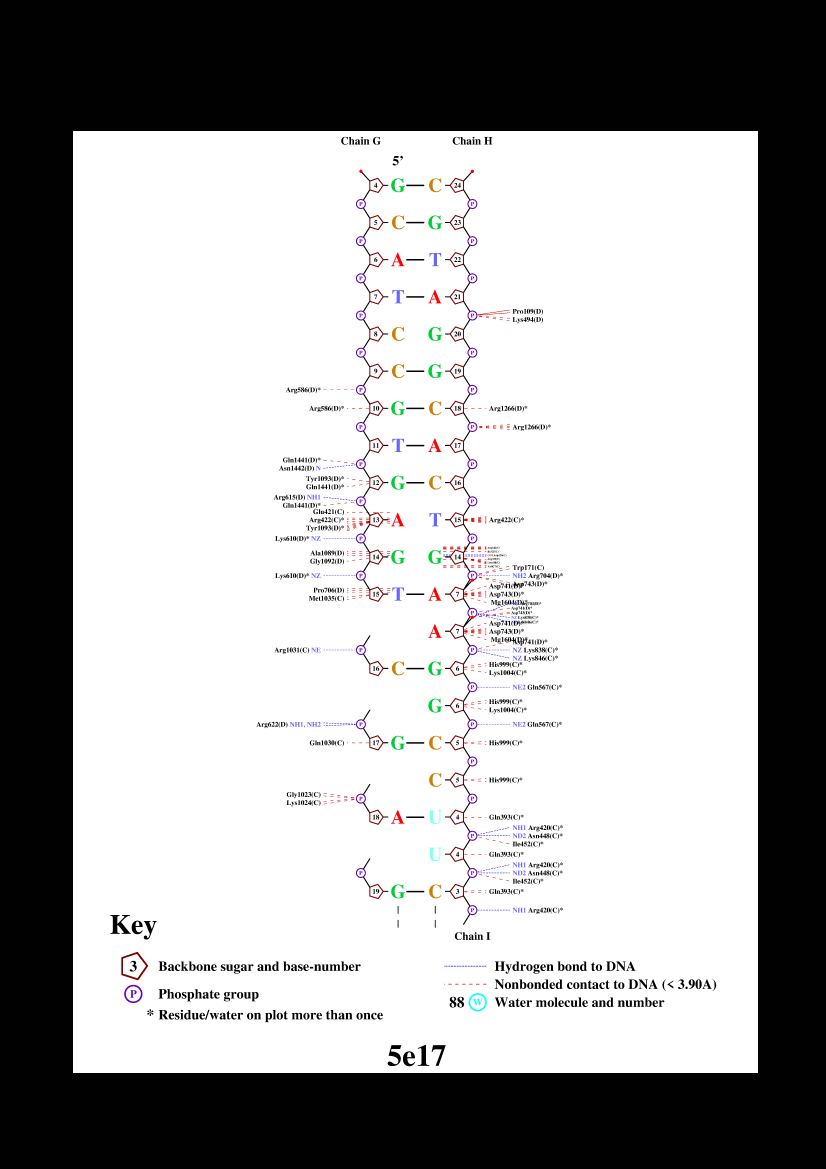 Chain G Chain H
5’
4 G C 24
P P
5 C G 23
P P
6 A T 22
P P
7 T A 21
Pro109(D)
P P
Lys494(D)
8 C G 20
P P
9 C G 19
Arg586(D)* P P
Arg586(D)* 10 G C 18 Arg1266(D)*
P P Arg1266(D)*
11 T A 17
Gln1441(D)*
P P
Asn1442(D) N
Tyr1093(D)*
12 G C 16
Gln1441(D)*
Arg615(D) NH1
P P
Gln1441(D)*
Glu421(C)
Arg422(C)* 13 A T 15 Arg422(C)*
Tyr1093(D)*
Lys610(D)* NZ P P
Ala1089(D)
14 G G 14
Gly1092(D)
Trp171(C)
Lys610(D)* NZ P P NH2 Arg704(D)*
Asp743(D)*
Asp741(D)*
Pro706(D)
15 T A 7 Asp743(D)*
Met1035(C)
Mg1604(D)*
P
Asp741(D)*
A 7 Asp743(D)*
Mg1604(D)*
Asp741(D)*
Arg1031(C) NE P P NZ Lys838(C)*
NZ Lys846(C)*
His999(C)*
16 C G 6
Lys1004(C)*
P NE2 Gln567(C)*
His999(C)*
G 6
Lys1004(C)*
Arg622(D) NH1, NH2 P P NE2 Gln567(C)*
Gln1030(C) 17 G C 5 His999(C)*
P
C 5 His999(C)*
Gly1023(C)
P P
Lys1024(C)
18 A U 4 Gln393(C)*
NH1 Arg420(C)*
P ND2 Asn448(C)*
Ile452(C)*
U 4 Gln393(C)*
NH1 Arg420(C)*
P P ND2 Asn448(C)*
Ile452(C)*
19 G C 3 Gln393(C)*
P NH1 Arg420(C)*
Chain I
Key
3 Backbone sugar and base-number
P Phosphate group
* Residue/water on plot more than once
Hydrogen bond to DNA
Nonbonded contact to DNA (< 3.90A)
88 W Water molecule and number
5e17